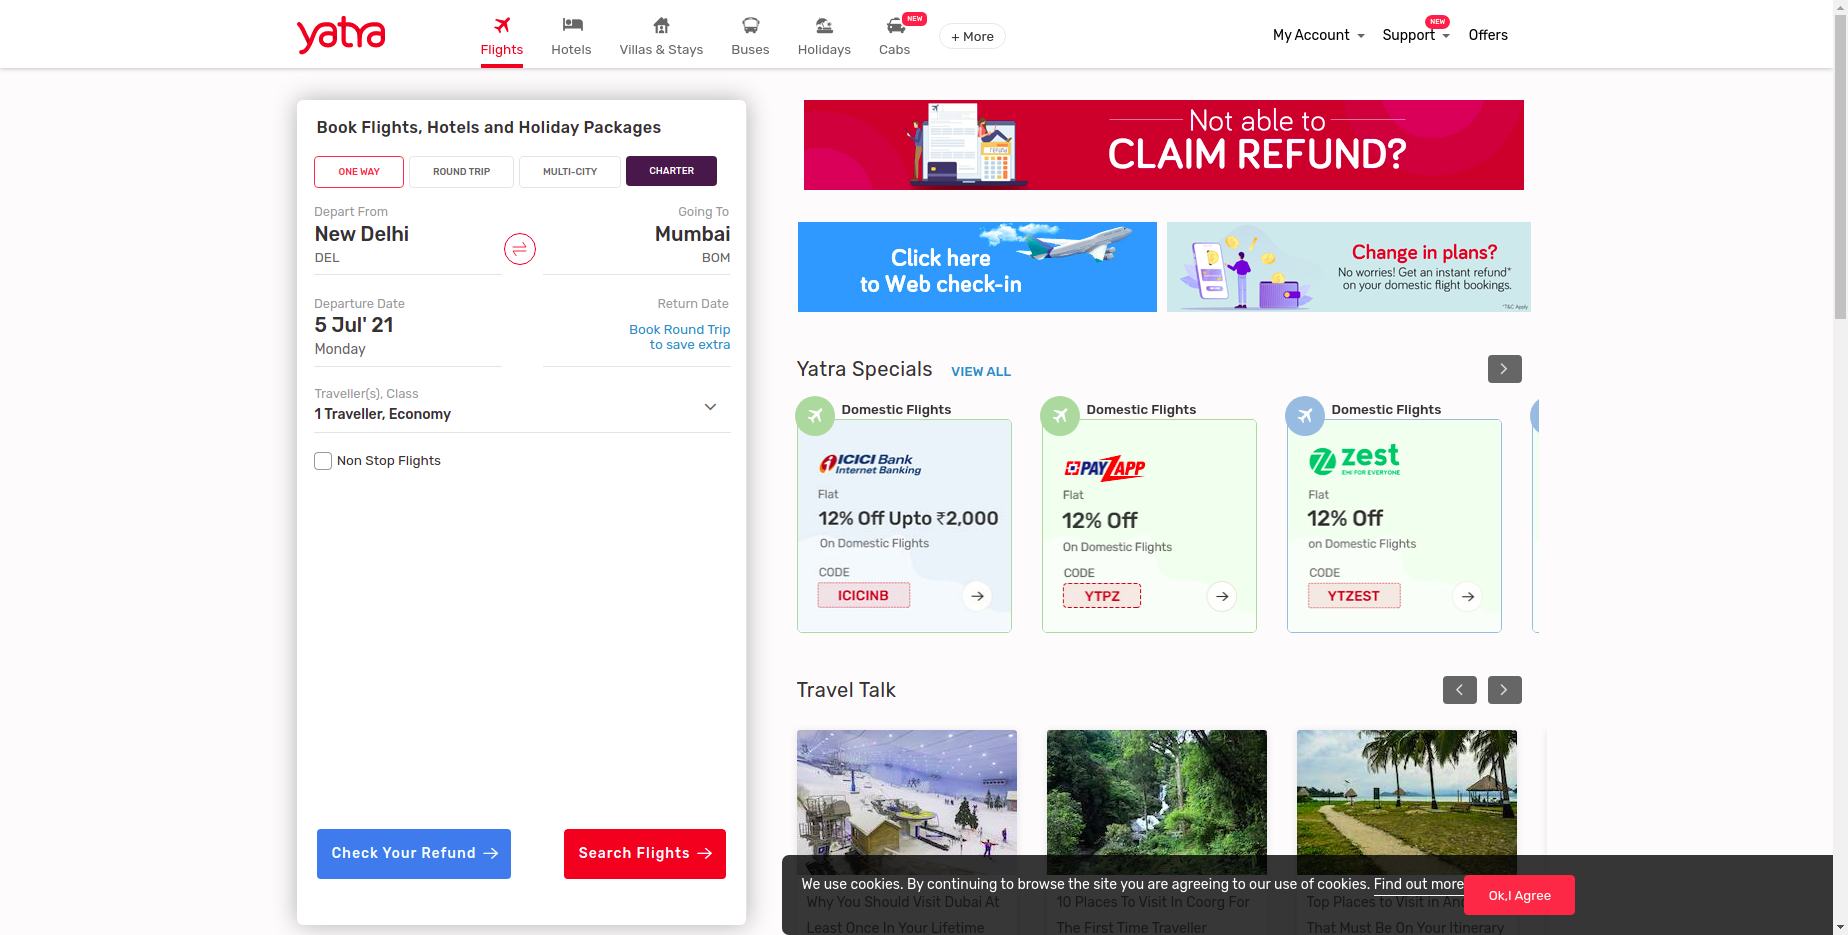 yatra
Flights
Hotels
Villas & Stays
Buses
Holidays
NEW
Cabs
+ More
My Account
NEW
Support
Offers
Book Flights, Hotels and Holiday Packages
ONE WAY
ROUND TRIP
MULTI-CITY
CHARTER
Depart From
New Delhi
DEL
Going To
Mumbai
BOM
Departure Date
5 Jul' 21
Monday
Return Date
Book Round Trip
to save extra
Traveller(s), Class
1 Traveller, Economy
Non Stop Flights
Check Your Refund
Search Flights
Not able to
CLAIM REFUND?
refund
Click here
to Web check-in
Change in plans?
No worries! Get an instant refund*
on your domestic flight bookings.
*T&C Apply
Yatra Specials
VIEW ALL
Domestic Flights
ICICI Bank
Internet Banking
Flat
12% Off Upto ₹2,000
On Domestic Flights
CODE
ICICINB
Domestic Flights
PAYZAPP
Flat
12% Off
On Domestic Flights
CODE
YTPZ
Domestic Flights
zest
EMI FOR EVERYONE
Flat
12% Off
on Domestic Flights
CODE
YTZEST
Travel Talk
We use cookies. By continuing to browse the site you are agreeing to our use of cookies. Find out more
Ok,I Agree
Why You Should Visit Dubai At
Least Once In Your Lifetime
10 Places To Visit In Coorg For
The First Time Traveller
Top Places to Visit in An
That Must Be On Your Itinerary